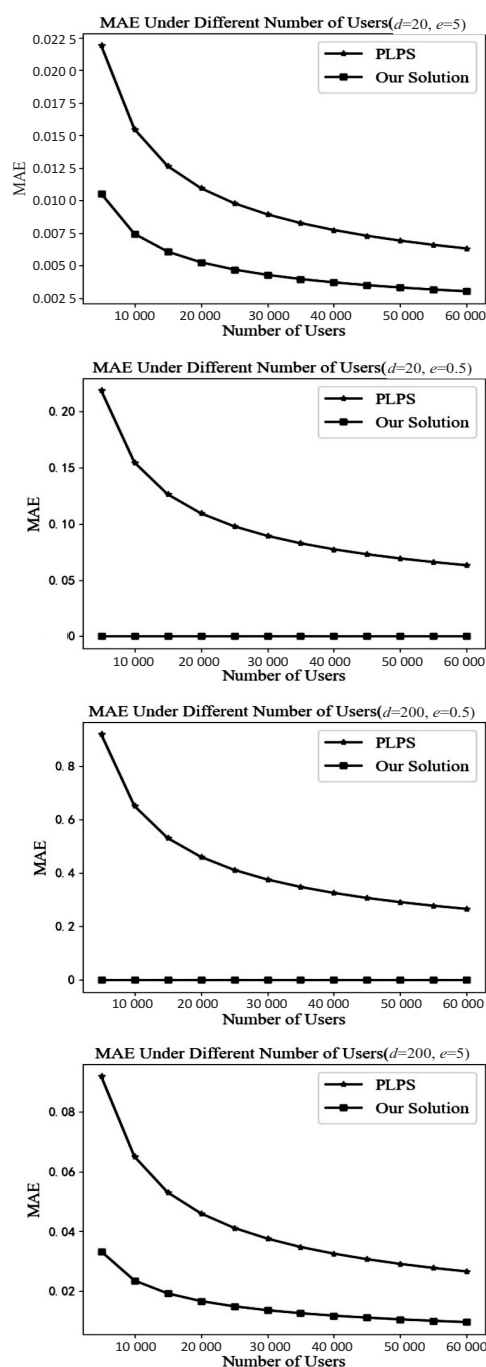 MAE Under Different Number of Users(d=20, e=5)
0.022 5
PLPS
0.020 0
Our Solution
0.017 5
0.015 0
0.012 5
MAE
0.010 0
0.007 5
0.005 0
0.002 5
10 000 20 000 30 000 40 000 50 000 60 000
Number of Users
MAE Under Different Number of Users(d=20, e=0.5)
PLPS
0.20
Our Solution
0.15
MAE
0.10
0.05
0
10 000 20 000 30 000 40 000 50 000 60 000
Number of Users
MAE Under Different Number of Users(d=200, e=0.5)
PLPS
0.8
Our Solution
0.6
MAE
0.4
0.2
0
10 000 20 000 30 000 40 000 50 000 60 000
Number of Users
MAE Under Different Number of Users(d=200, e=5)
PLPS
Our Solution
0.08
0.06
MAE
0.04
0.02
10 000 20 000 30 000 40 000 50 000 60 000
Number of Users